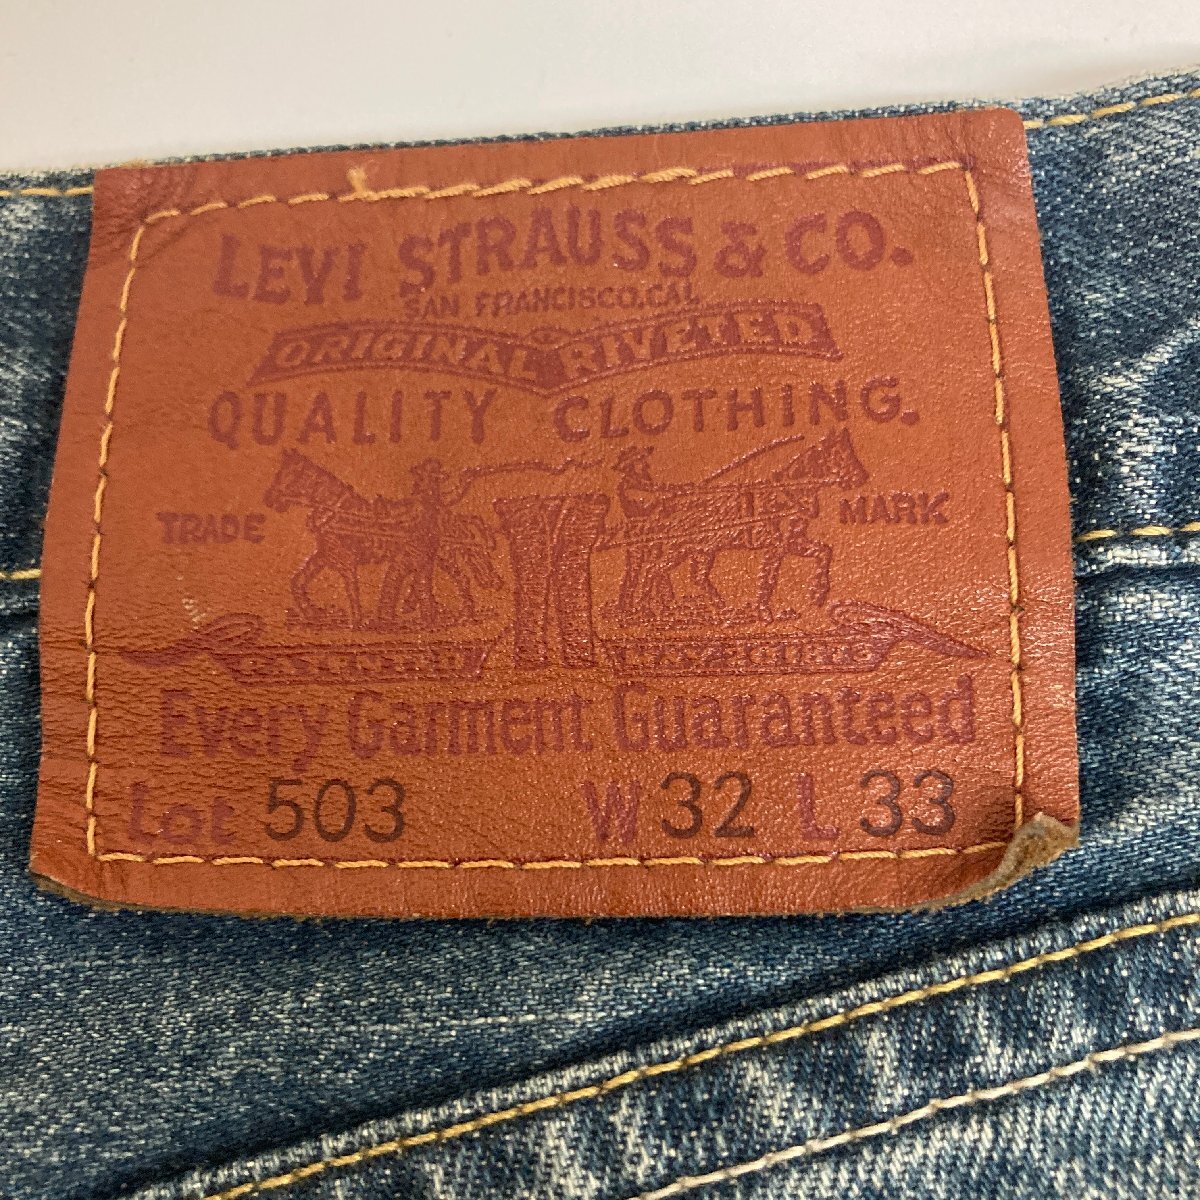 LEVI STRAUSS & CO.
SAN FRANCISCO, CAL
ORIGINAL RIVETED
QUALITY CLOTHING.
TRADE MARK
Every Garment Guaranteed
Lot 503 W 32 L 33